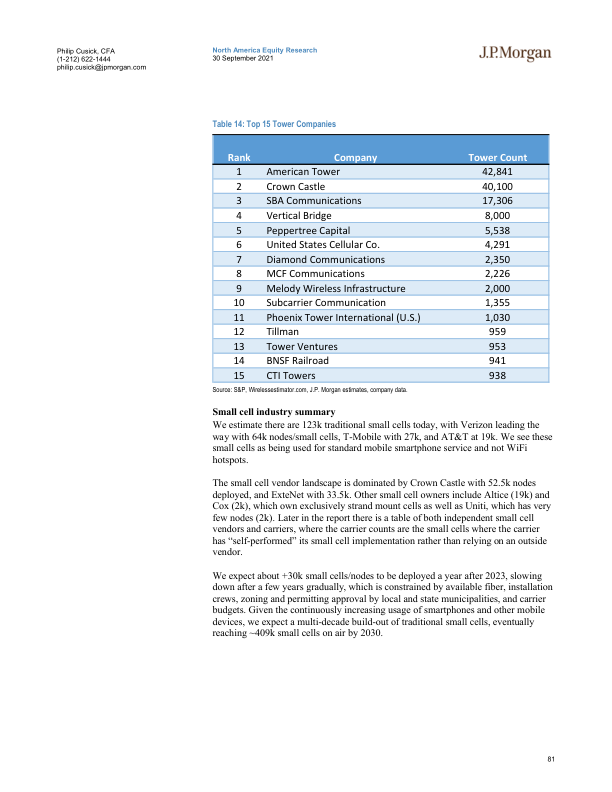 Philip Cusick, CFA
(1-212) 622-1444
philip.cusick@jpmorgan.com
North America Equity Research
30 September 2021
J.P.Morgan
Table 14: Top 15 Tower Companies
Rank Company Tower Count
1 American Tower 42,841
2 Crown Castle 40,100
3 SBA Communications 17,306
4 Vertical Bridge 8,000
5 Peppertree Capital 5,538
6 United States Cellular Co. 4,291
7 Diamond Communications 2,350
8 MCF Communications 2,226
9 Melody Wireless Infrastructure 2,000
10 Subcarrier Communication 1,355
11 Phoenix Tower International (U.S.) 1,030
12 Tillman 959
13 Tower Ventures 953
14 BNSF Railroad 941
15 CTI Towers 938
Source: S&P, Wirelessestimator.com, J.P. Morgan estimates, company data.
Small cell industry summary
We estimate there are 123k traditional small cells today, with Verizon leading the
way with 64k nodes/small cells, T-Mobile with 27k, and AT&T at 19k. We see these
small cells as being used for standard mobile smartphone service and not WiFi
hotspots.
The small cell vendor landscape is dominated by Crown Castle with 52.5k nodes
deployed, and ExteNet with 33.5k. Other small cell owners include Altice (19k) and
Cox (2k), which own exclusively strand mount cells as well as Uniti, which has very
few nodes (2k). Later in the report there is a table of both independent small cell
vendors and carriers, where the carrier counts are the small cells where the carrier
has “self-performed” its small cell implementation rather than relying on an outside
vendor.
We expect about +30k small cells/nodes to be deployed a year after 2023, slowing
down after a few years gradually, which is constrained by available fiber, installation
crews, zoning and permitting approval by local and state municipalities, and carrier
budgets. Given the continuously increasing usage of smartphones and other mobile
devices, we expect a multi-decade build-out of traditional small cells, eventually
reaching ~409k small cells on air by 2030.
81